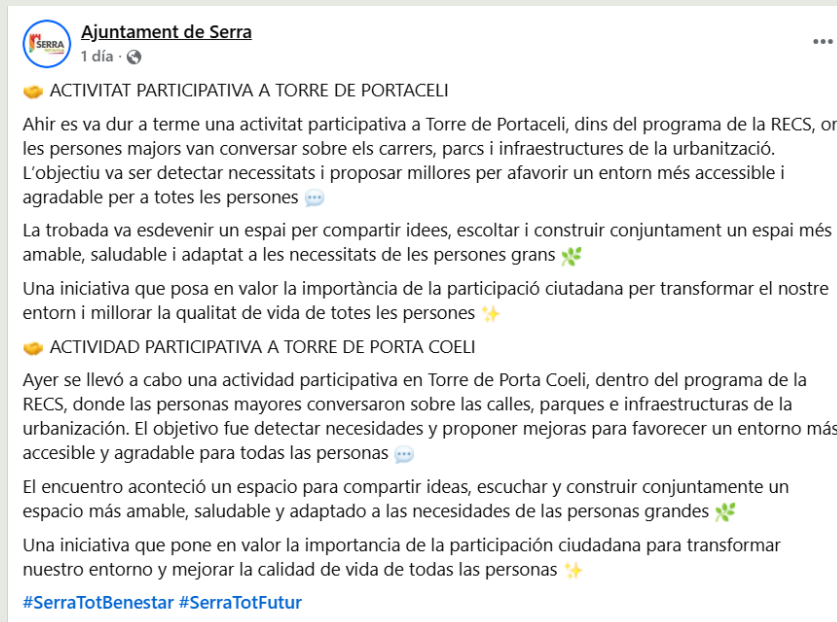 SERRA
Ajuntament de Serra
1 día ·
🤝 ACTIVITAT PARTICIPATIVA A TORRE DE PORTACELI
Ahir es va dur a terme una activitat participativa a Torre de Portaceli, dins del programa de la RECS, on
les persones majors van conversar sobre els carrers, parcs i infraestructures de la urbanització.
L'objectiu va ser detectar necessitats i proposar millores per afavorir un entorn més accessible i
agradable per a totes les persones 💬
La trobada va esdevenir un espai per compartir idees, escoltar i construir conjuntament un espai més
amable, saludable i adaptat a les necessitats de les persones grans 🌿
Una iniciativa que posa en valor la importància de la participació ciutadana per transformar el nostre
entorn i millorar la qualitat de vida de totes les persones ✨
🤝 ACTIVIDAD PARTICIPATIVA A TORRE DE PORTA COELI
Ayer se llevó a cabo una actividad participativa en Torre de Porta Coeli, dentro del programa de la
RECS, donde las personas mayores conversaron sobre las calles, parques e infraestructuras de la
urbanización. El objetivo fue detectar necesidades y proponer mejoras para favorecer un entorno más
accesible y agradable para todas las personas 💬
El encuentro aconteció un espacio para compartir ideas, escuchar y construir conjuntamente un
espacio más amable, saludable y adaptado a las necesidades de las personas grandes 🌿
Una iniciativa que pone en valor la importancia de la participación ciudadana para transformar
nuestro entorno y mejorar la calidad de vida de todas las personas ✨
#SerraTotBenestar #SerraTotFutur